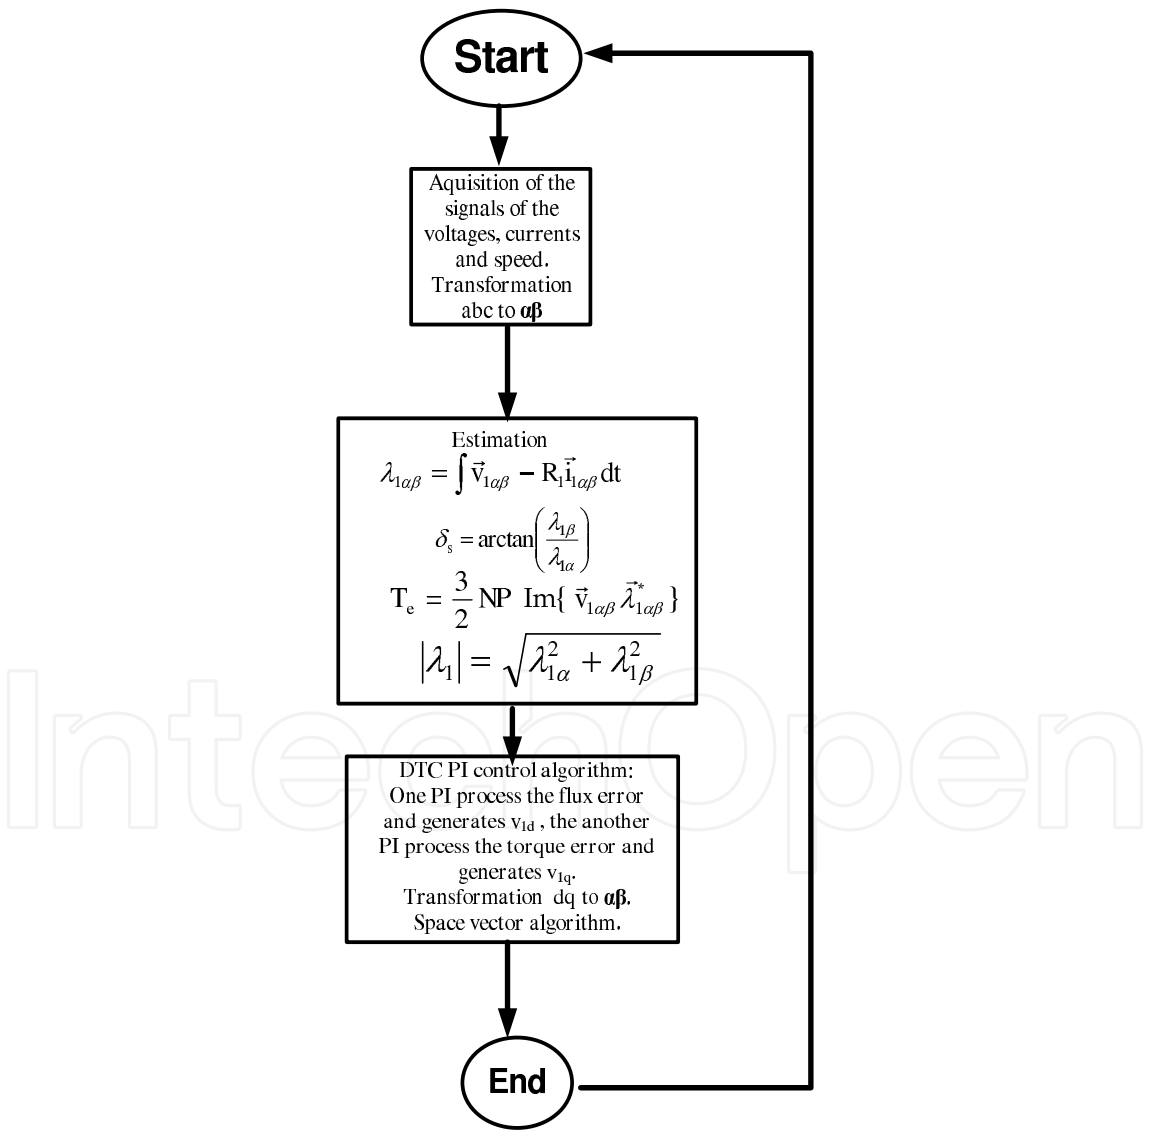 Start
Aquisition of the
signals of the
voltages, currents
and speed.
Transformation
abc to αβ
Estimation
λ₁αβ = ∫ v⃗₁αβ − R₁i⃗₁αβ dt
δₛ = arctan(λ₁β / λ₁α)
Tₑ = 3/2 NP Im{ v⃗₁αβ λ⃗*₁αβ }
|λ₁| = √(λ²₁α + λ²₁β)
DTC PI control algorithm:
One PI process the flux error
and generates v₁d , the another
PI process the torque error and
generates v₁q.
Transformation dq to αβ.
Space vector algorithm.
End
IntechOpen